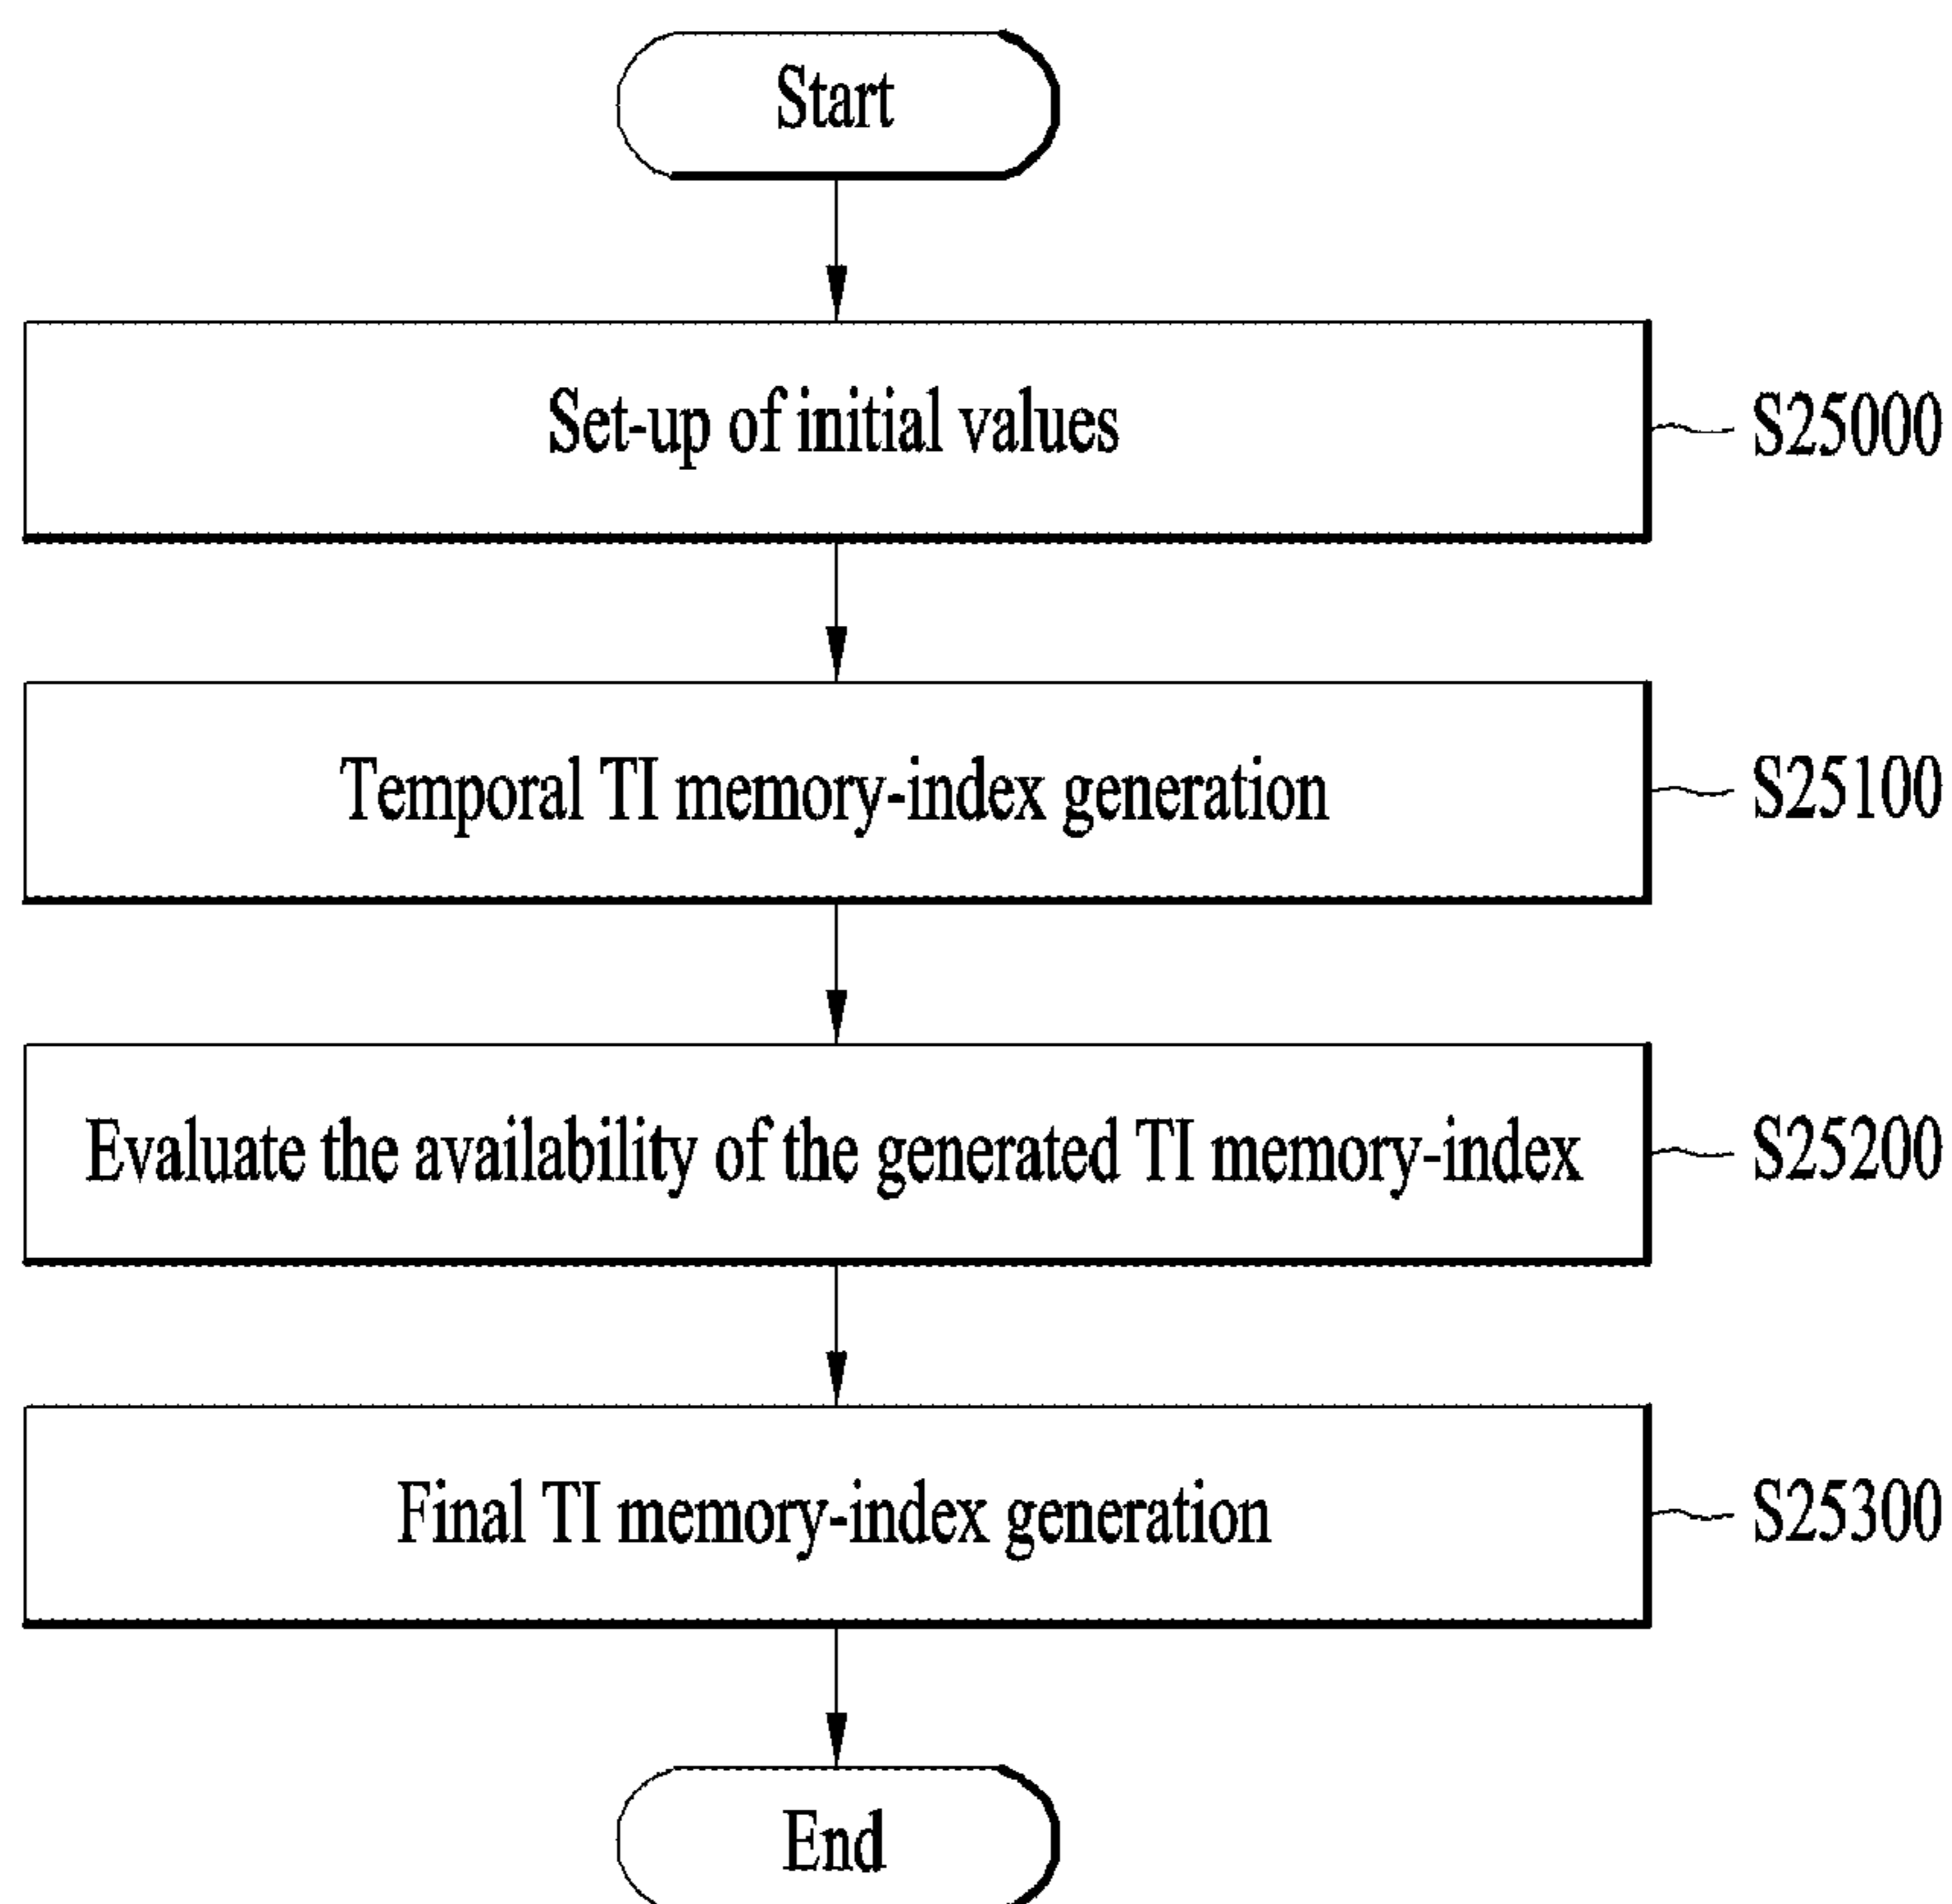 Start
Set-up of initial values
S25000
Temporal TI memory-index generation
S25100
Evaluate the availability of the generated TI memory-index
S25200
Final TI memory-index generation
S25300
End